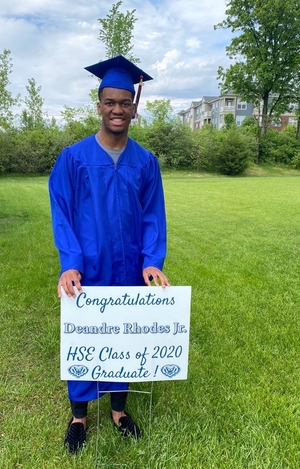 Congratulations
Deandre Rhodes Jr.
HSE Class of 2020
Graduate !